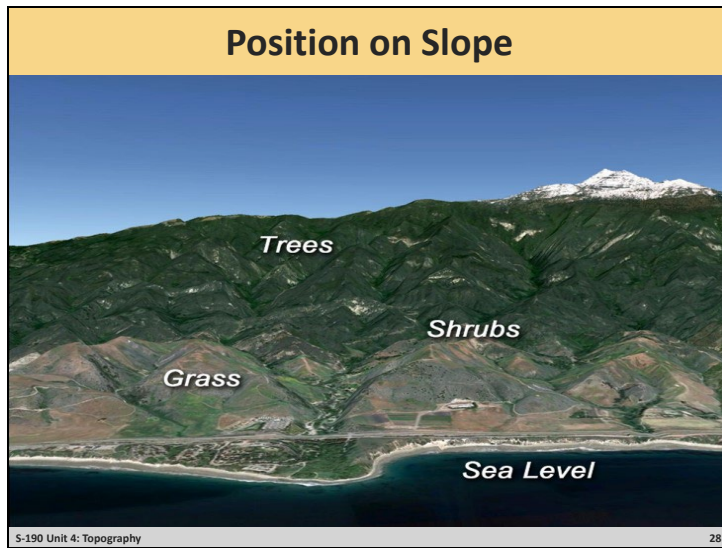 Position on Slope
Trees
Shrubs
Grass
Sea Level
S-190 Unit 4: Topography 28